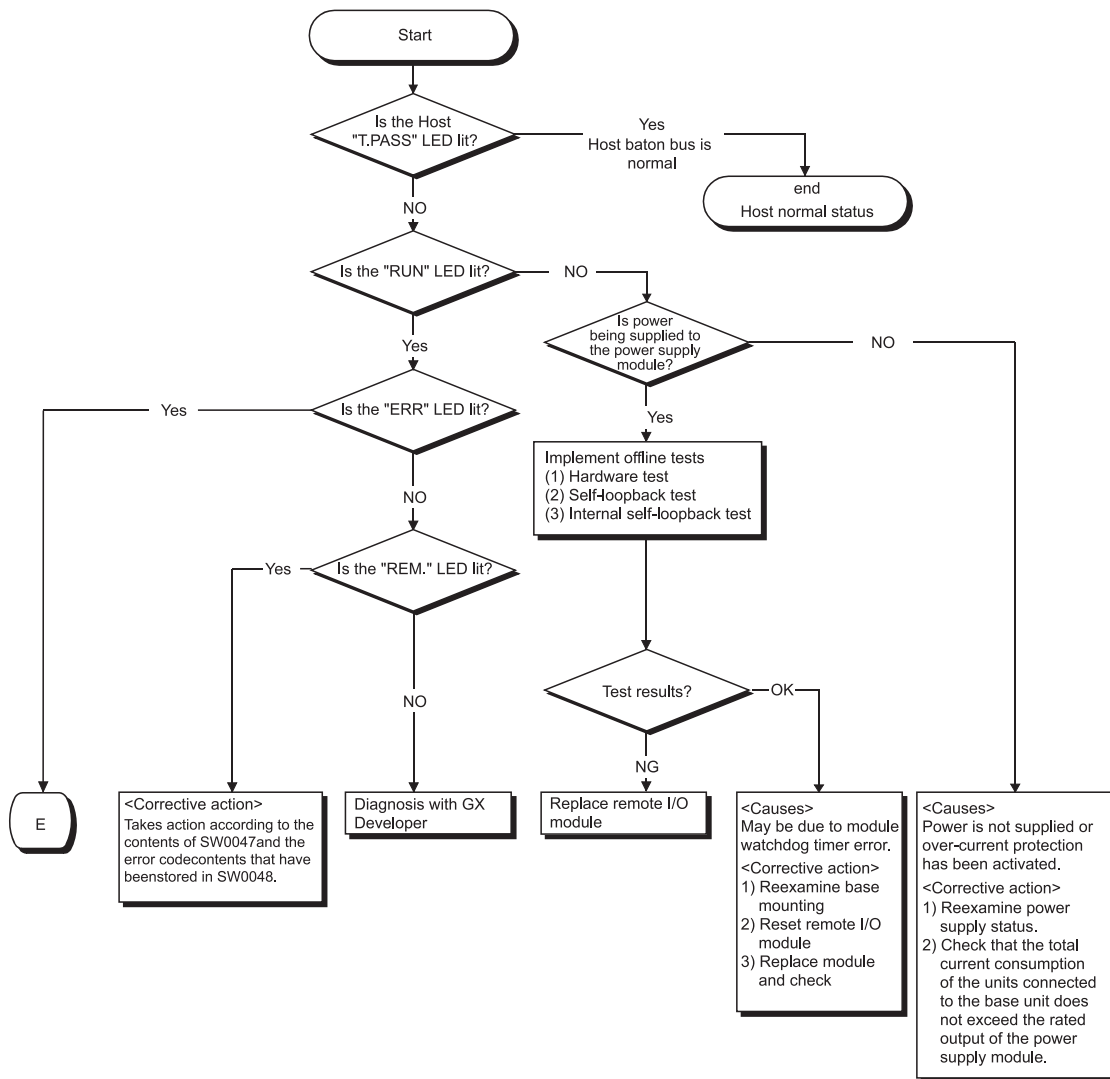 Start
Is the Host
"T.PASS" LED lit?
Yes
Host baton bus is
normal
end
Host normal status
NO
Is the "RUN" LED lit?
NO
Is power
being supplied to
the power supply
module?
NO
Yes
Is the "ERR" LED lit?
Yes
Yes
Implement offline tests
(1) Hardware test
(2) Self-loopback test
(3) Internal self-loopback test
NO
Is the "REM." LED lit?
Yes
NO
Test results?
OK
NG
E
<Corrective action>
Takes action according to the
contents of SW0047and the
error codecontents that have
beenstored in SW0048.
Diagnosis with GX
Developer
Replace remote I/O
module
<Causes>
May be due to module
watchdog timer error.
<Corrective action>
1) Reexamine base
mounting
2) Reset remote I/O
module
3) Replace module
and check
<Causes>
Power is not supplied or
over-current protection
has been activated.
<Corrective action>
1) Reexamine power
supply status.
2) Check that the total
current consumption
of the units connected
to the base unit does
not exceed the rated
output of the power
supply module.